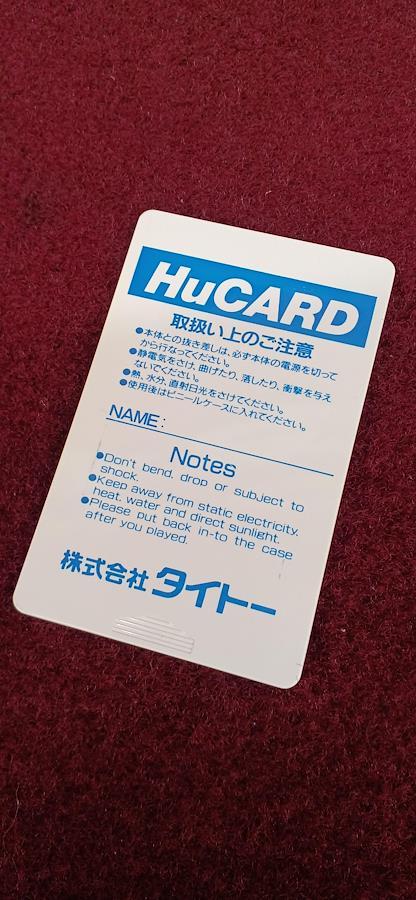 HuCARD
取扱い上のご注意
●本体との抜き差しは、必ず本体の電源を切って
から行なってください。
●静電気をさけ、曲げたり、落したり、衝撃を与え
ないでください。
●熱、水分、直射日光をさけてください。
●使用後はビニールケースに入れてください。
NAME:
Notes
●Don't bend, drop or subject to
shock.
●Keep away from static electricity,
heat, water and direct sunlight.
●Please put back in-to the case
after you played.
株式会社 タイトー